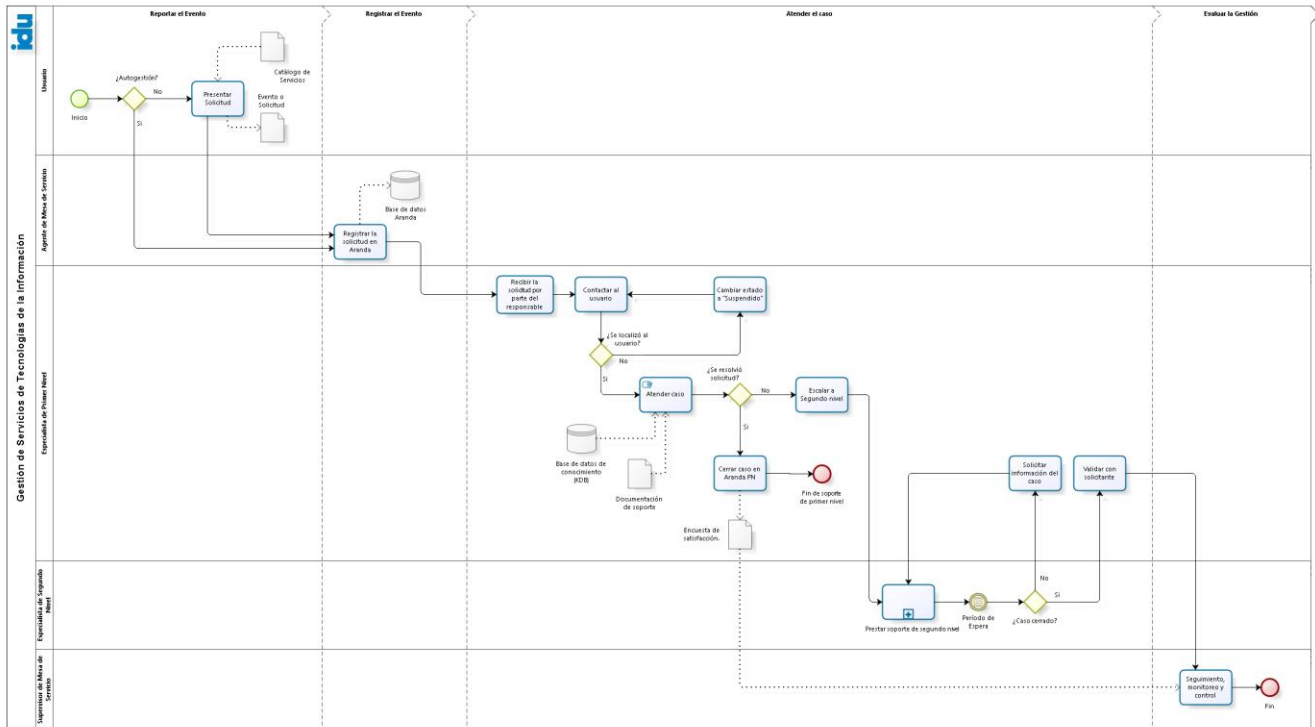 idu
Gestión de Servicios de Tecnologías de la Información
Reportar el Evento
Registrar el Evento
Atender el caso
Evaluar la Gestión
Usuario
Inicio
¿Autogestión?
No
Si
Presentar
Solicitud
Catálogo de
Servicios
Evento o
Solicitud
Agente de Mesa de Servicio
Base de datos
Aranda
Registrar la
solicitud en
Aranda
Especialista de Primer Nivel
Recibir la
solicitud por
parte del
responsable
Contactar al
usuario
Cambiar estado
a "Suspendido"
¿Se localizó al
usuario?
No
Si
Atender caso
¿Se resolvió
solicitud?
No
Si
Escalar a
Segundo nivel
Base de datos de
conocimiento
(KDB)
Documentación
de soporte
Cerrar caso en
Aranda PN
Fin de soporte
de primer nivel
Encuesta de
satisfacción.
Solicitar
información del
caso
Validar con
solicitante
Especialista de Segundo
Nivel
Prestar soporte de segundo nivel
Período de
Espera
¿Caso cerrado?
No
Si
Supervisor de Mesa de
Servicio
Seguimiento,
monitoreo y
control
Fin